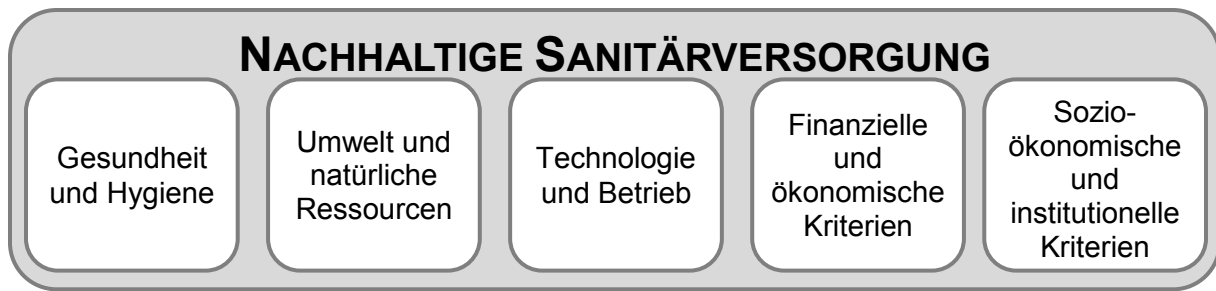 NACHHALTIGE SANITÄRVERSORGUNG
Gesundheit
und Hygiene
Umwelt und
natürliche
Ressourcen
Technologie
und Betrieb
Finanzielle
und
ökonomische
Kriterien
Sozio-
ökonomische
und
institutionelle
Kriterien